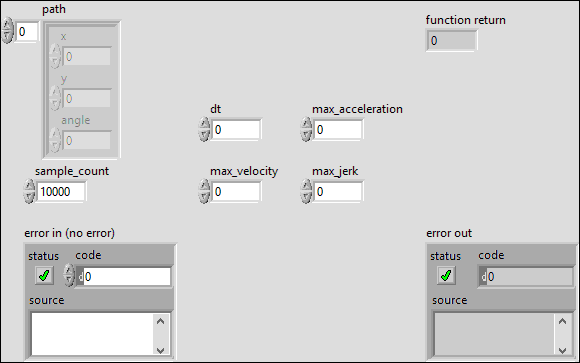 path
function return
0
x
0
0
y
0
angle
0
dt
max_acceleration
0
0
sample_count
max_velocity
max_jerk
10000
0
0
error in (no error)
error out
status
code
status
code
d0
d0
source
source